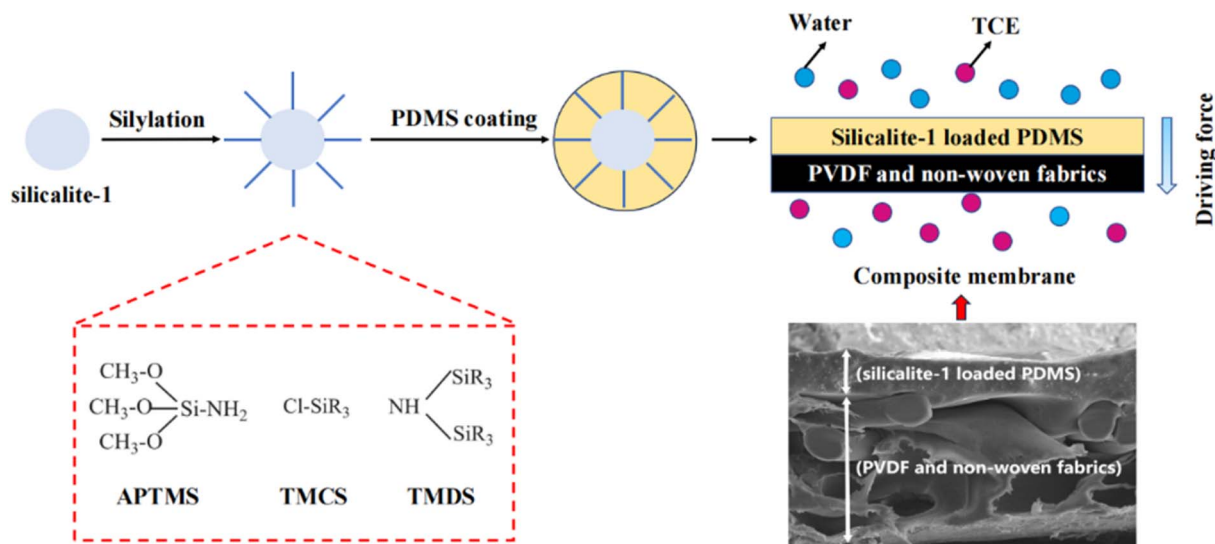 Water
TCE
Silylation
PDMS coating
silicalite-1
Silicalite-1 loaded PDMS
PVDF and non-woven fabrics
Driving force
Composite membrane
CH₃-O
CH₃-O
CH₃-O
Si-NH₂
Cl-SiR₃
NH
SiR₃
SiR₃
APTMS
TMCS
TMDS
(silicalite-1 loaded PDMS)
(PVDF and non-woven fabrics)